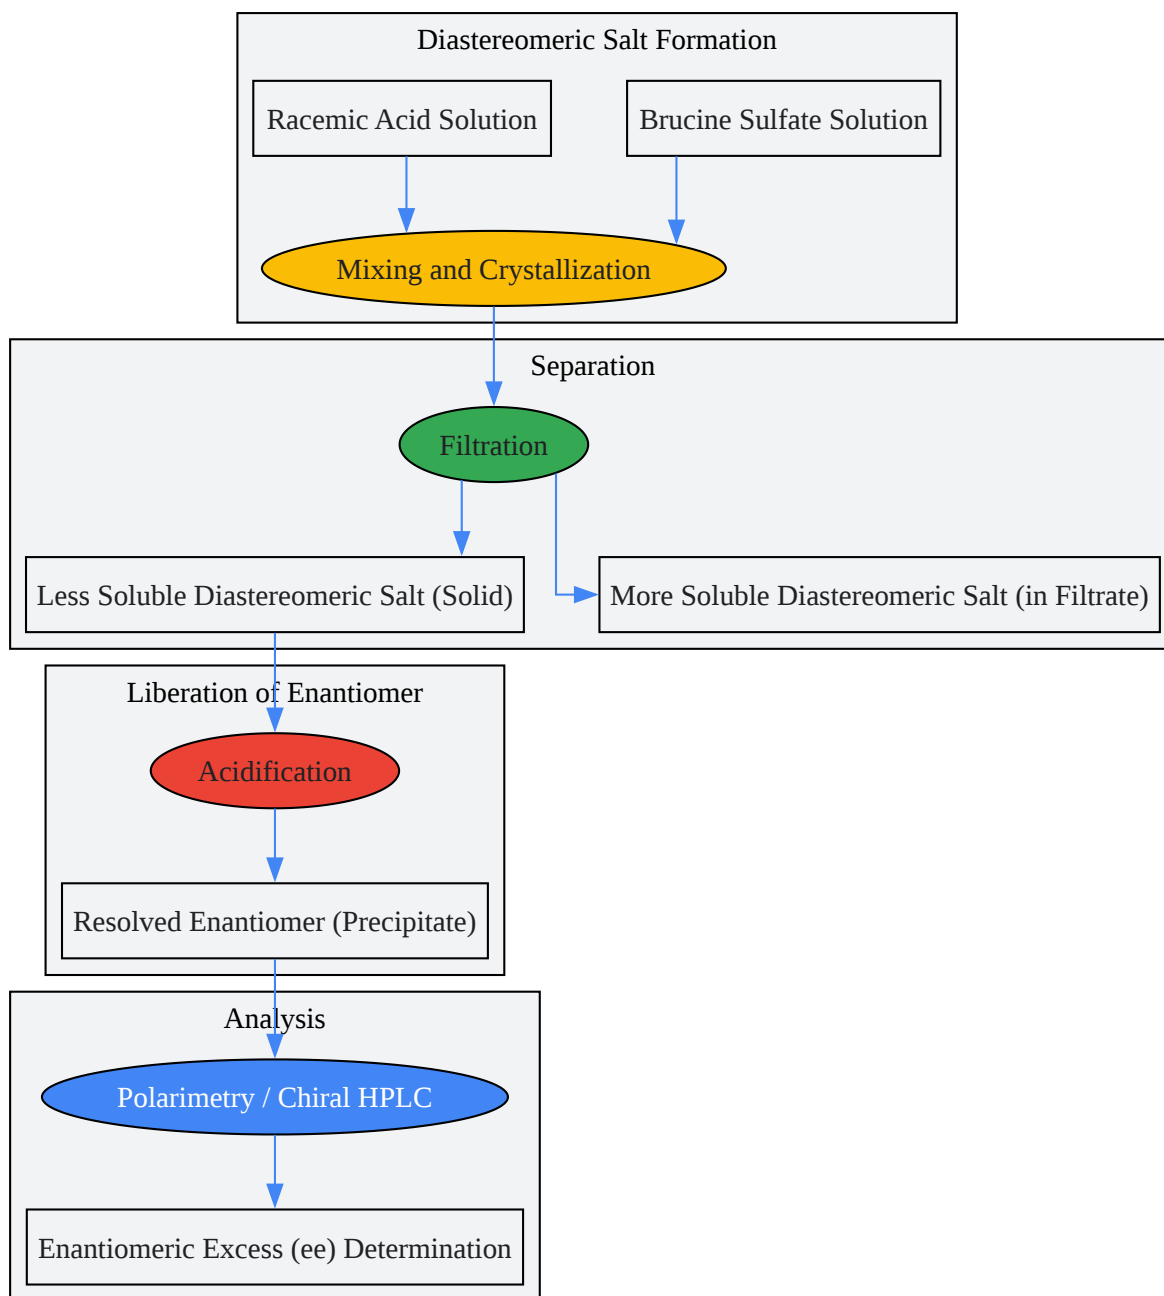 Diastereomeric Salt Formation
Racemic Acid Solution
Brucine Sulfate Solution
Mixing and Crystallization
Separation
Filtration
Less Soluble Diastereomeric Salt (Solid)
More Soluble Diastereomeric Salt (in Filtrate)
Liberation of Enantiomer
Acidification
Resolved Enantiomer (Precipitate)
Analysis
Polarimetry / Chiral HPLC
Enantiomeric Excess (ee) Determination